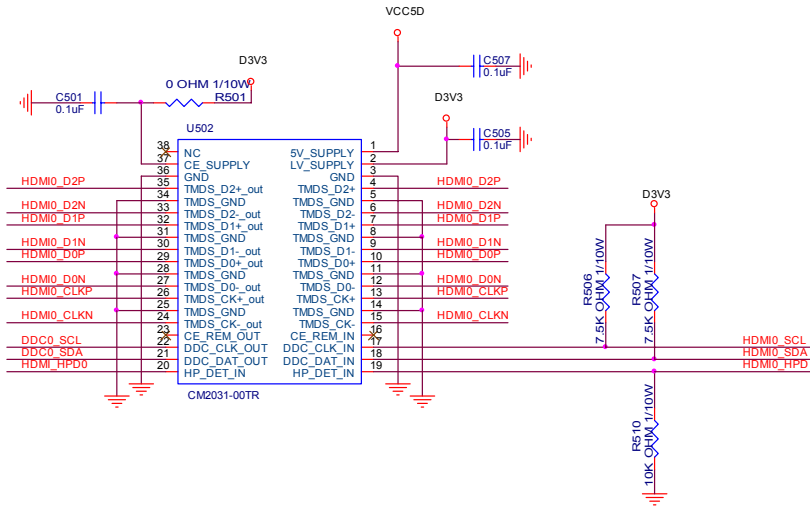 VCC5D
D3V3
C507
0.1uF
0 OHM 1/10W
R501
C501
0.1uF
D3V3
C505
0.1uF
U502
38 NC 5V_SUPPLY 1
37 CE_SUPPLY LV_SUPPLY 2
36 GND GND 3
HDMI0_D2P 35 TMDS_D2+_out TMDS_D2+ 4 HDMI0_D2P
34 TMDS_GND TMDS_GND 5
HDMI0_D2N 33 TMDS_D2-_out TMDS_D2- 6 HDMI0_D2N
HDMI0_D1P 32 TMDS_D1+_out TMDS_D1+ 7 HDMI0_D1P
31 TMDS_GND TMDS_GND 8
HDMI0_D1N 30 TMDS_D1-_out TMDS_D1- 9 HDMI0_D1N
HDMI0_D0P 29 TMDS_D0+_out TMDS_D0+ 10 HDMI0_D0P
28 TMDS_GND TMDS_GND 11
HDMI0_D0N 27 TMDS_D0-_out TMDS_D0- 12 HDMI0_D0N
HDMI0_CLKP 26 TMDS_CK+_out TMDS_CK+ 13 HDMI0_CLKP
25 TMDS_GND TMDS_GND 14
HDMI0_CLKN 24 TMDS_CK-_out TMDS_CK- 15 HDMI0_CLKN
23 CE_REM_OUT CE_REM_IN 16
DDC0_SCL 22 DDC_CLK_OUT DDC_CLK_IN 17 HDMI0_SCL
DDC0_SDA 21 DDC_DAT_OUT DDC_DAT_IN 18 HDMI0_SDA
HDMI_HPD0 20 HP_DET_IN HP_DET_IN 19 HDMI0_HPD
CM2031-00TR
D3V3
R506
7.5K OHM 1/10W
R507
7.5K OHM 1/10W
R510
10K OHM 1/10W